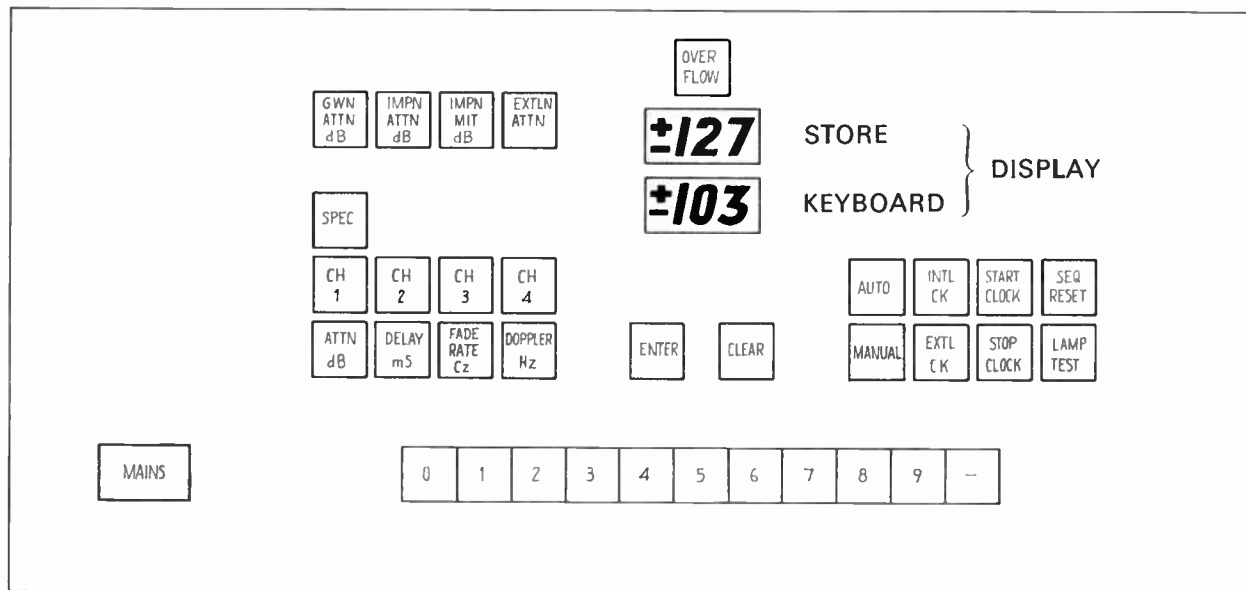 OVER
FLOW
GWN
ATTN
dB
IMPN
ATTN
dB
IMPN
MIT
dB
EXTLN
ATTN
±127
STORE
±103
KEYBOARD
DISPLAY
SPEC
CH
1
CH
2
CH
3
CH
4
AUTO
INTL
CK
START
CLOCK
SEQ
RESET
ATTN
dB
DELAY
mS
FADE
RATE
Cz
DOPPLER
Hz
ENTER
CLEAR
MANUAL
EXTL
CK
STOP
CLOCK
LAMP
TEST
MAINS
0 1 2 3 4 5 6 7 8 9 −